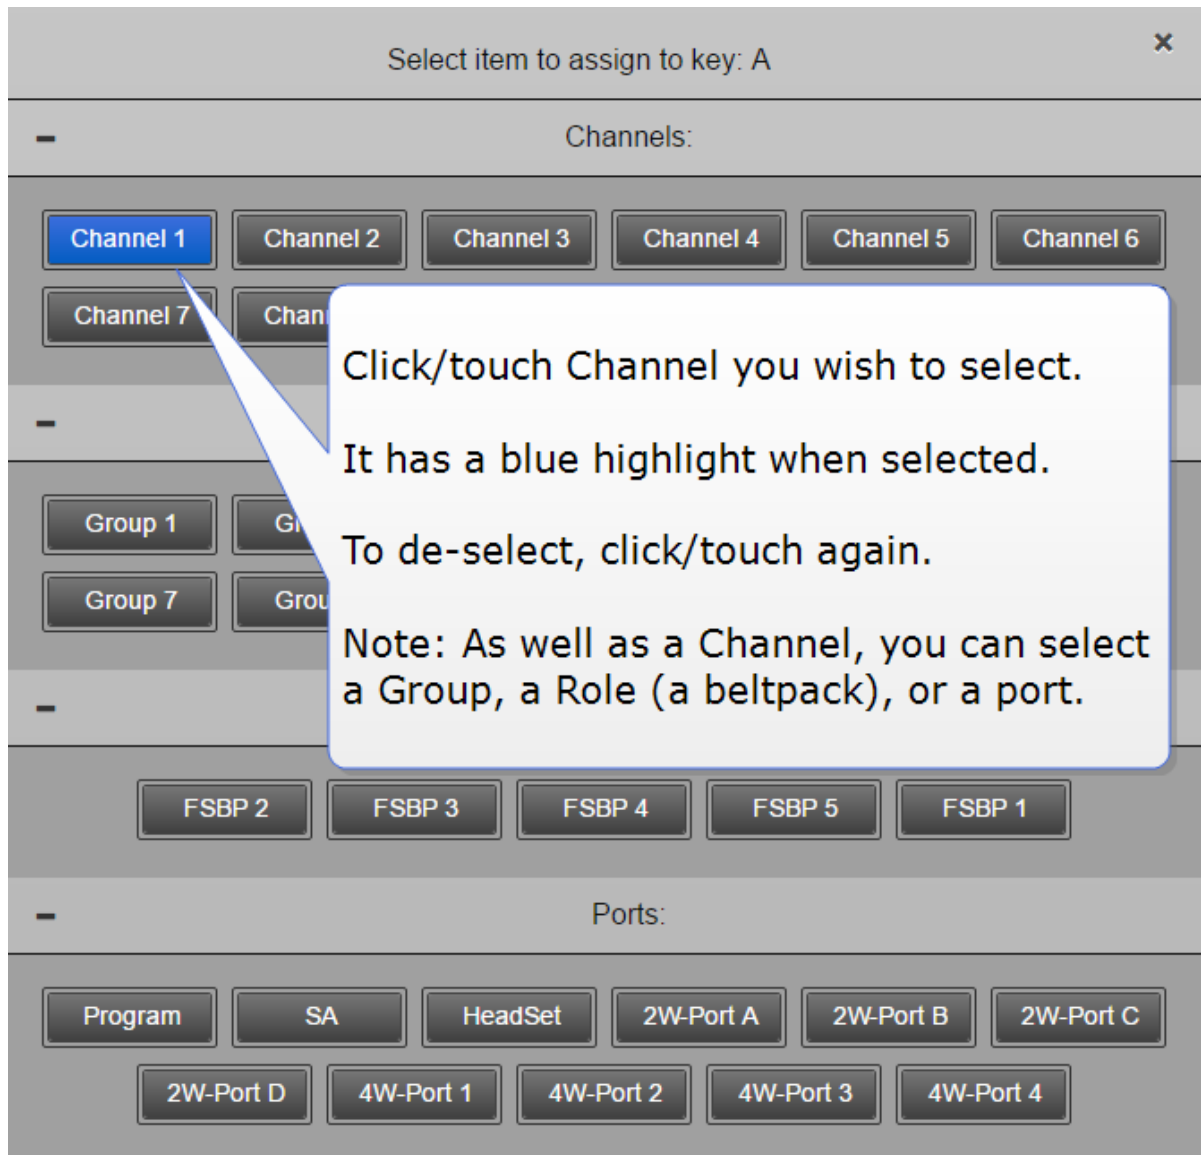 Select item to assign to key: A
Channels:
Channel 1 Channel 2 Channel 3 Channel 4 Channel 5 Channel 6
Channel 7
Click/touch Channel you wish to select.
It has a blue highlight when selected.
To de-select, click/touch again.
Note: As well as a Channel, you can select
a Group, a Role (a beltpack), or a port.
Group 1
Group 7
FSBP 2 FSBP 3 FSBP 4 FSBP 5 FSBP 1
Ports:
Program SA HeadSet 2W-Port A 2W-Port B 2W-Port C
2W-Port D 4W-Port 1 4W-Port 2 4W-Port 3 4W-Port 4